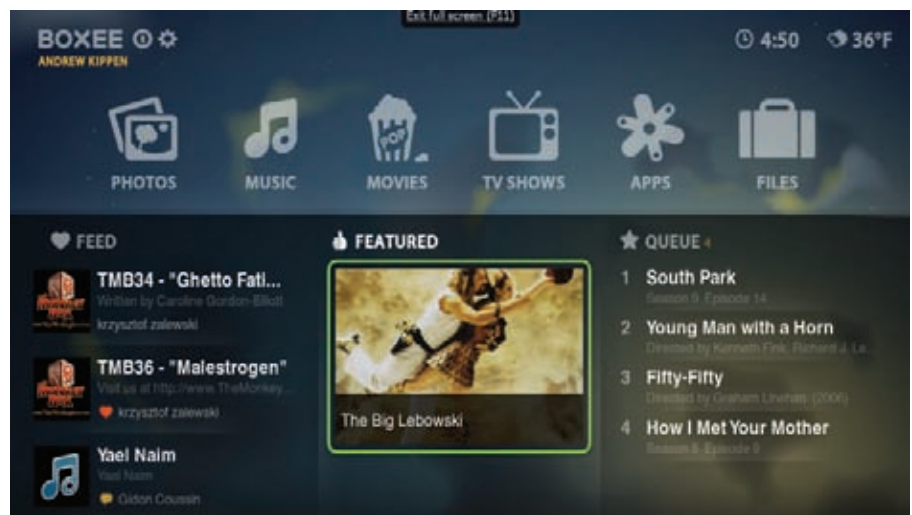 Exit full screen (F11)
BOXEE
ANDREW KIPPEN
4:50
36°F
POP
PHOTOS
MUSIC
MOVIES
TV SHOWS
APPS
FILES
FEED
TMB34 - "Ghetto Fati...
Written by Caroline Gordon-Elliott
krzysztof zalewski
TMB36 - "Malestrogen"
Visit us at http://www.TheMonkey...
krzysztof zalewski
Yael Naim
Yael Naim
Gidon Coussin
FEATURED
The Big Lebowski
QUEUE 4
1 South Park
Season 9, Episode 14
2 Young Man with a Horn
Directed by Kenneth Fink, Richard J. Le...
3 Fifty-Fifty
Directed by Graham Linehan (2006)
4 How I Met Your Mother
Season 5, Episode 9